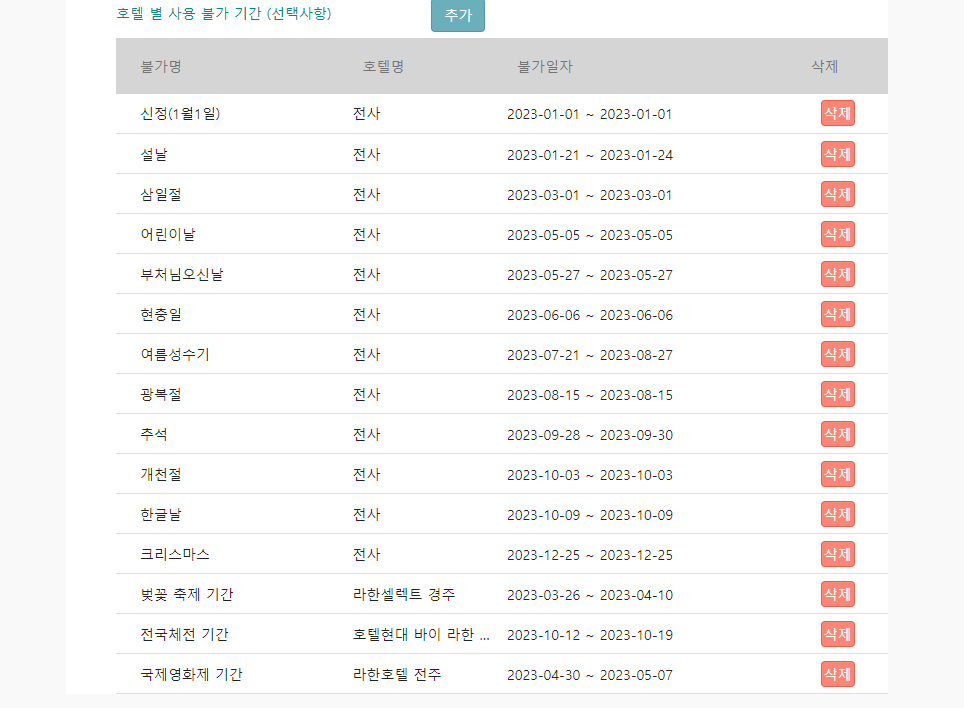 호텔 별 사용 불가 기간 (선택사항) 추가
불가명 호텔명 불가일자 삭제
신정(1월1일) 전사 2023-01-01 ~ 2023-01-01 삭제
설날 전사 2023-01-21 ~ 2023-01-24 삭제
삼일절 전사 2023-03-01 ~ 2023-03-01 삭제
어린이날 전사 2023-05-05 ~ 2023-05-05 삭제
부처님오신날 전사 2023-05-27 ~ 2023-05-27 삭제
현충일 전사 2023-06-06 ~ 2023-06-06 삭제
여름성수기 전사 2023-07-21 ~ 2023-08-27 삭제
광복절 전사 2023-08-15 ~ 2023-08-15 삭제
추석 전사 2023-09-28 ~ 2023-09-30 삭제
개천절 전사 2023-10-03 ~ 2023-10-03 삭제
한글날 전사 2023-10-09 ~ 2023-10-09 삭제
크리스마스 전사 2023-12-25 ~ 2023-12-25 삭제
벚꽃 축제 기간 라한셀렉트 경주 2023-03-26 ~ 2023-04-10 삭제
전국체전 기간 호텔현대 바이 라한 ... 2023-10-12 ~ 2023-10-19 삭제
국제영화제 기간 라한호텔 전주 2023-04-30 ~ 2023-05-07 삭제